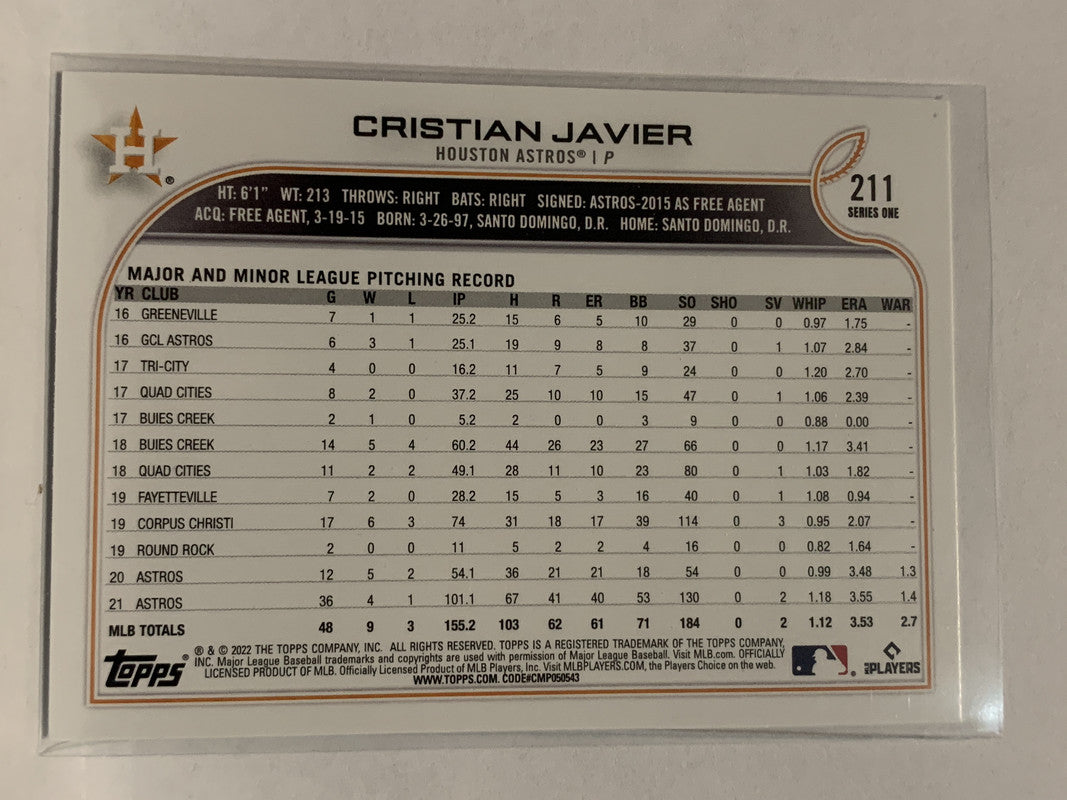 H ®
CRISTIAN JAVIER
HOUSTON ASTROS® | P
211
SERIES ONE
HT: 6'1" WT: 213 THROWS: RIGHT BATS: RIGHT SIGNED: ASTROS-2015 AS FREE AGENT
ACQ: FREE AGENT, 3-19-15 BORN: 3-26-97, SANTO DOMINGO, D.R. HOME: SANTO DOMINGO, D.R.
MAJOR AND MINOR LEAGUE PITCHING RECORD
YR CLUB G W L IP H R ER BB SO SHO SV WHIP ERA WAR
16 GREENEVILLE 7 1 1 25.2 15 6 5 10 29 0 0 0.97 1.75 -
16 GCL ASTROS 6 3 1 25.1 19 9 8 8 37 0 1 1.07 2.84 -
17 TRI-CITY 4 0 0 16.2 11 7 5 9 24 0 0 1.20 2.70 -
17 QUAD CITIES 8 2 0 37.2 25 10 10 15 47 0 1 1.06 2.39 -
17 BUIES CREEK 2 1 0 5.2 2 0 0 3 9 0 0 0.88 0.00 -
18 BUIES CREEK 14 5 4 60.2 44 26 23 27 66 0 0 1.17 3.41 -
18 QUAD CITIES 11 2 2 49.1 28 11 10 23 80 0 1 1.03 1.82 -
19 FAYETTEVILLE 7 2 0 28.2 15 5 3 16 40 0 1 1.08 0.94 -
19 CORPUS CHRISTI 17 6 3 74 31 18 17 39 114 0 3 0.95 2.07 -
19 ROUND ROCK 2 0 0 11 5 2 2 4 16 0 0 0.82 1.64 -
20 ASTROS 12 5 2 54.1 36 21 21 18 54 0 0 0.99 3.48 1.3
21 ASTROS 36 4 1 101.1 67 41 40 53 130 0 2 1.18 3.55 1.4
MLB TOTALS 48 9 3 155.2 103 62 61 71 184 0 2 1.12 3.53 2.7
Topps®
® & © 2022 THE TOPPS COMPANY, INC. ALL RIGHTS RESERVED. TOPPS IS A REGISTERED TRADEMARK OF THE TOPPS COMPANY,
INC. Major League Baseball trademarks and copyrights are used with permission of Major League Baseball. Visit MLB.com. OFFICIALLY
LICENSED PRODUCT OF MLB. Officially Licensed Product of MLB Players, Inc. Visit MLBPLAYERS.COM, the Players Choice on the web.
WWW.TOPPS.COM. CODE#CMP050543
MLB PLAYERS